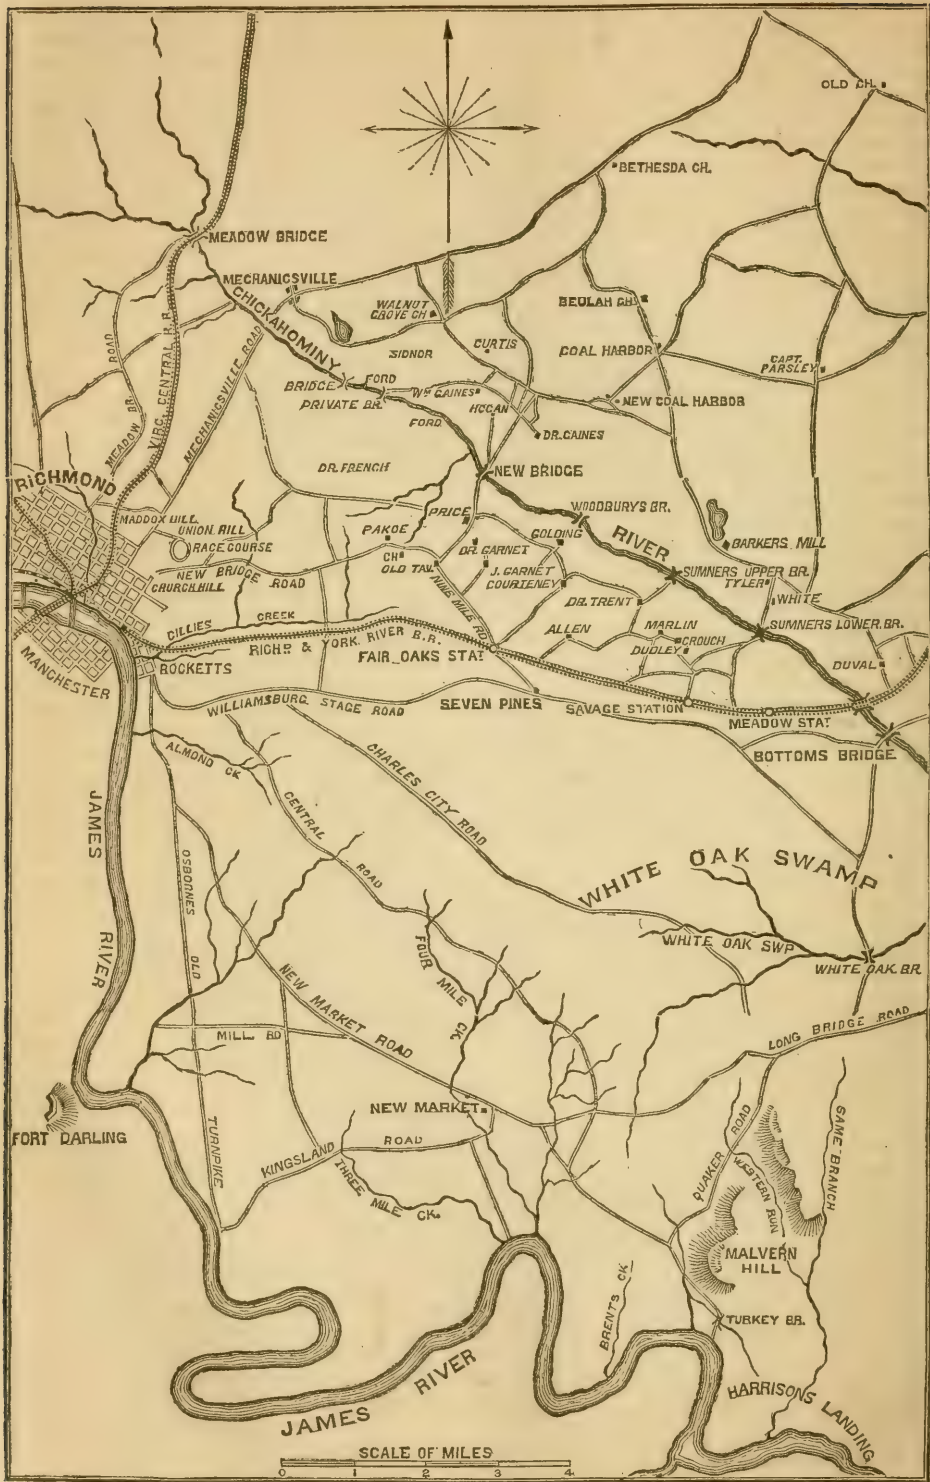 OLD CH.
BETHESDA CH.
MEADOW BRIDGE
MECHANICSVILLE
CHICKAHOMINY
WALNUT
GROVE CH.
BEULAH CH.
SIDNOR
CURTIS
COAL HARBOR
CAPT.
PARSLEY
MEADOW BR. ROAD
VIRG. CENTRAL R.R.
MECHANICSVILLE ROAD
BRIDGE
FORD
PRIVATE BR.
WM GAINES
HOGAN
NEW COAL HARBOR
FORD
DR. GAINES
DR. FRENCH
NEW BRIDGE
RICHMOND
MADDOX HILL
UNION HILL
RACE COURSE
PRICE
WOODBURY'S BR.
RIVER
PAKOE
GOLDING
BARKERS MILL
CH
OLD TAV.
DR. GARNET
J. GARNET
COURTENEY
SUMNERS UPPER BR.
TYLER
NEW BRIDGE ROAD
CHURCH HILL
NINE MILE RD
DR. TRENT
WHITE
GILLIES CREEK
SUMNERS LOWER BR.
ALLEN
MARLIN
CROUCH
DUDLEY
RICHD & YORK RIVER R.R.
FAIR OAKS STAT
DUVAL
MANCHESTER
ROCKETTS
WILLIAMSBURG STAGE ROAD
SEVEN PINES
SAVAGE STATION
MEADOW STAT
BOTTOMS BRIDGE
ALMOND CK
CHARLES CITY ROAD
CENTRAL ROAD
JAMES RIVER
OSBORNES OLD TURNPIKE
WHITE OAK SWAMP
WHITE OAK SWP
WHITE OAK BR.
FOUR MILE CK.
NEW MARKET ROAD
MILL RD
LONG BRIDGE ROAD
NEW MARKET
FORT DARLING
KINGSLAND ROAD
THREE MILE CK.
QUAKER ROAD
WESTERN RUN
GAME BRANCH
MALVERN
HILL
BRENTS CK
TURKEY BR.
JAMES RIVER
HARRISONS LANDING
SCALE OF MILES
0 1 2 3 4